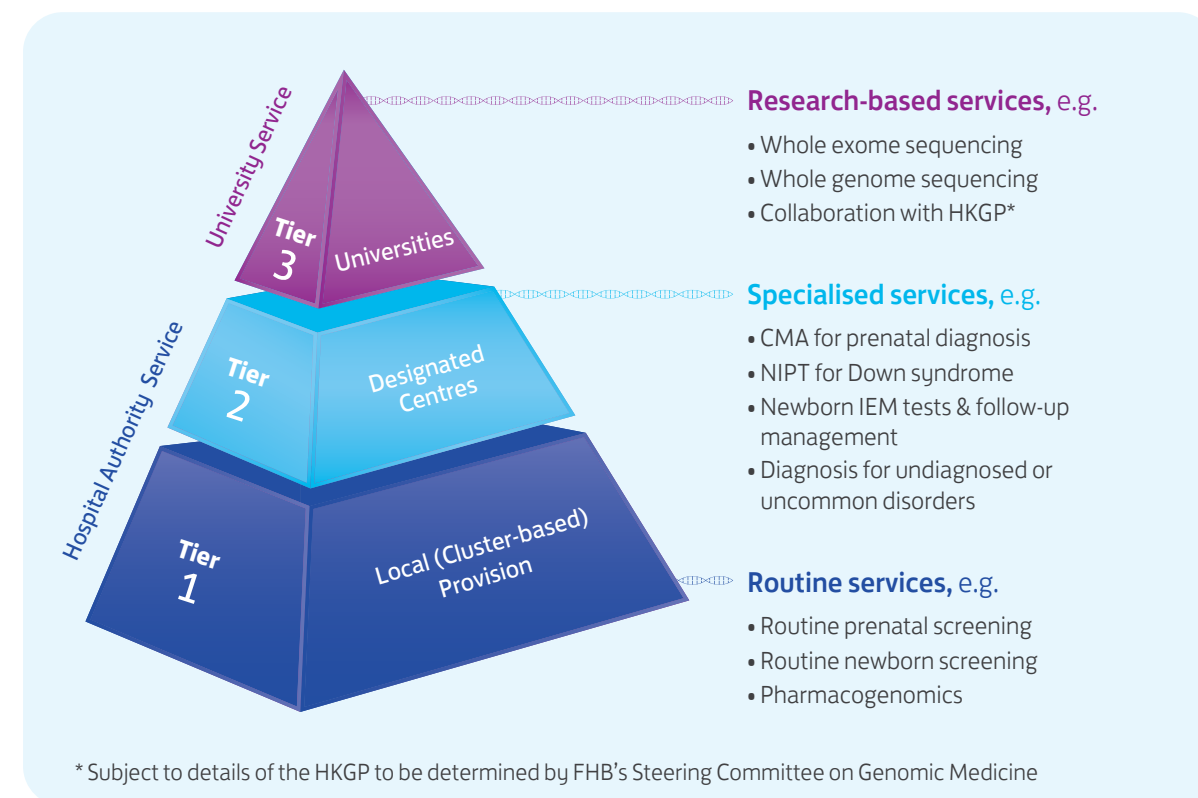 University Service
Tier
3
Universities
Research-based services, e.g.
• Whole exome sequencing
• Whole genome sequencing
• Collaboration with HKGP*
Hospital Authority Service
Tier
2
Designated
Centres
Specialised services, e.g.
• CMA for prenatal diagnosis
• NIPT for Down syndrome
• Newborn IEM tests & follow-up
management
• Diagnosis for undiagnosed or
uncommon disorders
Tier
1
Local (Cluster-based)
Provision
Routine services, e.g.
• Routine prenatal screening
• Routine newborn screening
• Pharmacogenomics
* Subject to details of the HKGP to be determined by FHB's Steering Committee on Genomic Medicine